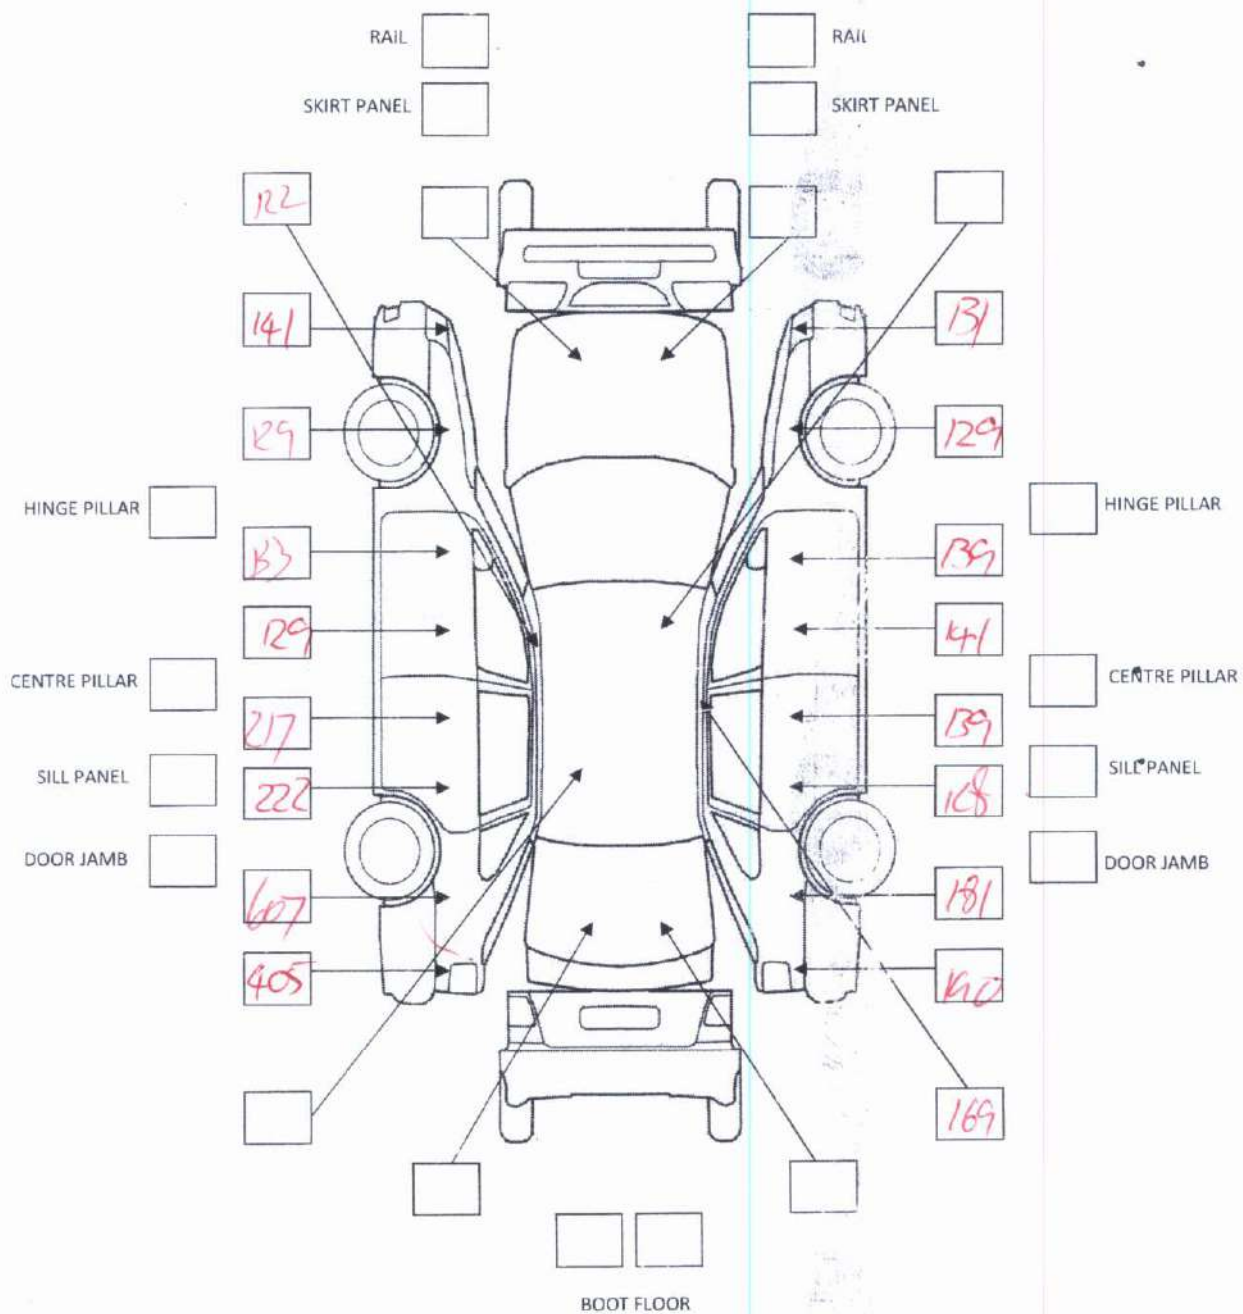 RAIL RAIL
SKIRT PANEL SKIRT PANEL
122
141 131
129 129
HINGE PILLAR HINGE PILLAR
133 139
129 141
CENTRE PILLAR CENTRE PILLAR
217 139
SILL PANEL SILL PANEL
222 128
DOOR JAMB DOOR JAMB
607 181
405
169
BOOT FLOOR